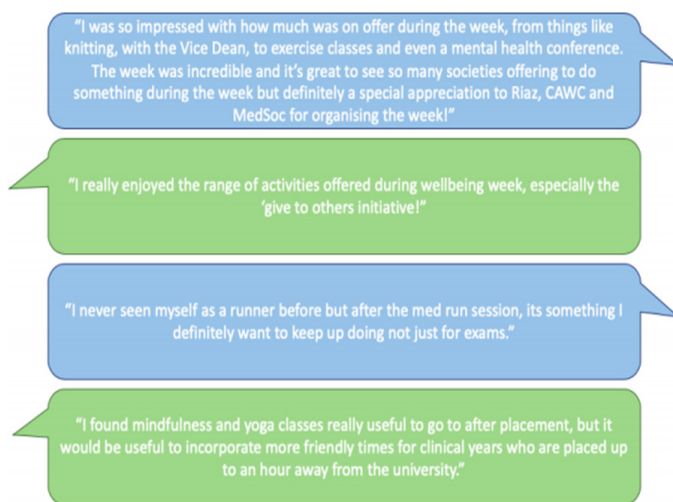 "I was so impressed with how much was on offer during the week, from things like
knitting, with the Vice Dean, to exercise classes and even a mental health conference.
The week was incredible and it's great to see so many societies offering to do
something during the week but definitely a special appreciation to Riaz, CAWC and
MedSoc for organising the week!"
"I really enjoyed the range of activities offered during wellbeing week, especially the
'give to others initiative!"
"I never seen myself as a runner before but after the med run session, its something I
definitely want to keep up doing not just for exams."
"I found mindfulness and yoga classes really useful to go to after placement, but it
would be useful to incorporate more friendly times for clinical years who are placed up
to an hour away from the university."